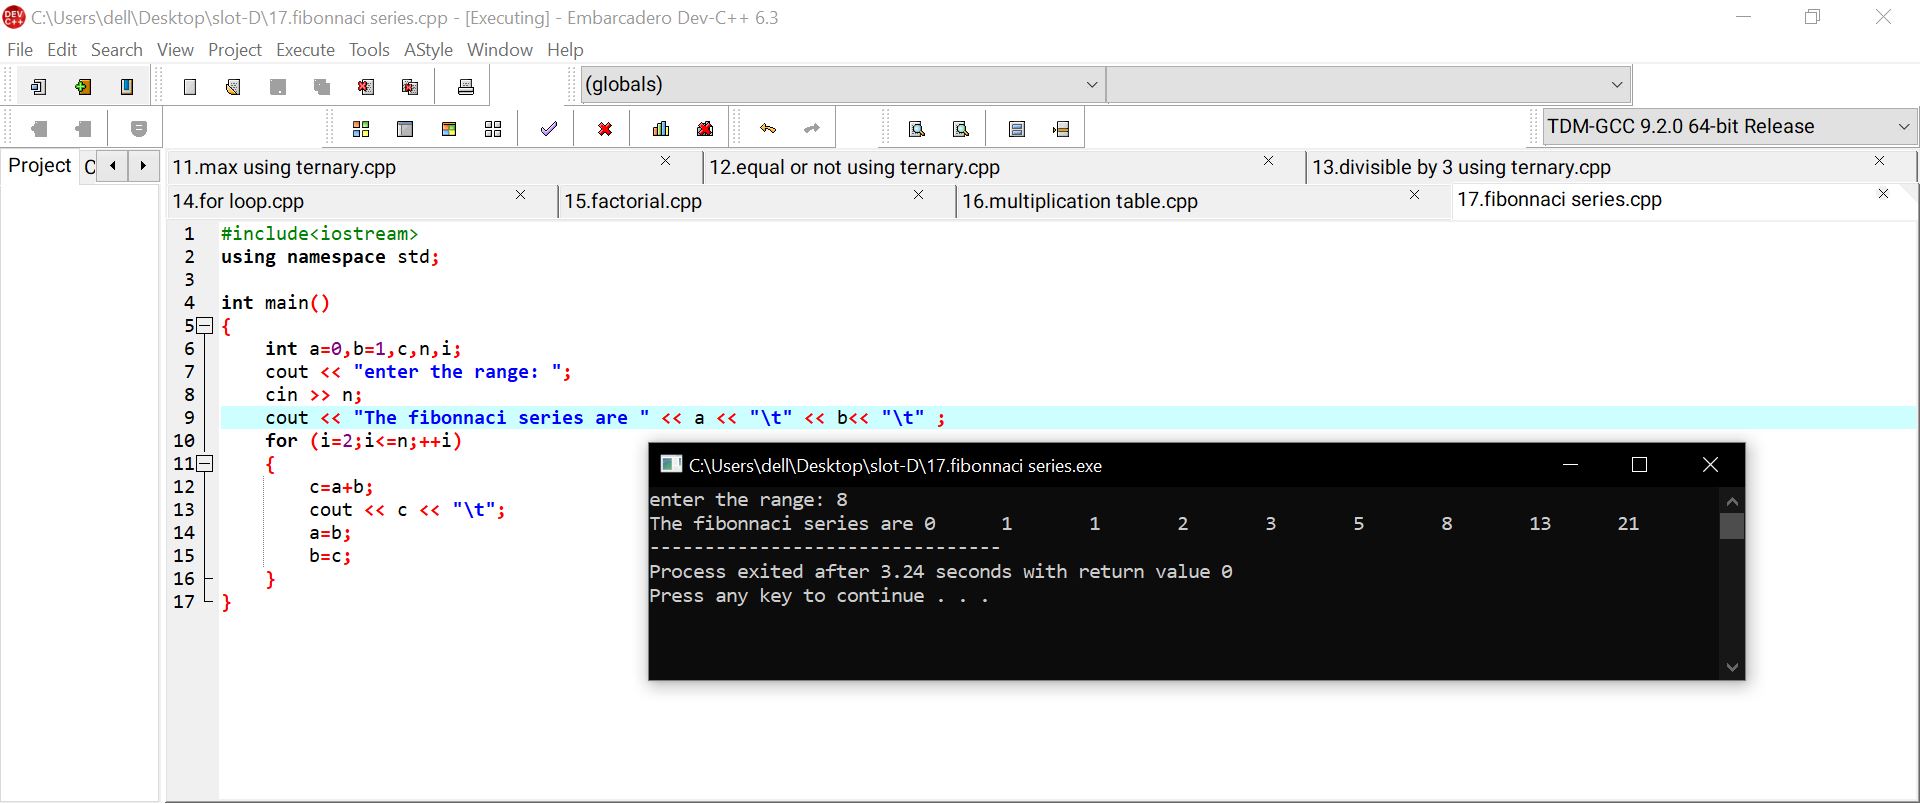 C:\Users\dell\Desktop\slot-D\17.fibonnaci series.cpp - [Executing] - Embarcadero Dev-C++ 6.3
File Edit Search View Project Execute Tools AStyle Window Help
(globals)
TDM-GCC 9.2.0 64-bit Release
Project C
11.max using ternary.cpp 12.equal or not using ternary.cpp 13.divisible by 3 using ternary.cpp
14.for loop.cpp 15.factorial.cpp 16.multiplication table.cpp 17.fibonnaci series.cpp
1 #include<iostream>
2 using namespace std;
3
4 int main()
5 {
6 int a=0,b=1,c,n,i;
7 cout << "enter the range: ";
8 cin >> n;
9 cout << "The fibonnaci series are " << a << "\t" << b<< "\t" ;
10 for (i=2;i<=n;++i)
11 {
12 c=a+b;
13 cout << c << "\t";
14 a=b;
15 b=c;
16 }
17 }
C:\Users\dell\Desktop\slot-D\17.fibonnaci series.exe
enter the range: 8
The fibonnaci series are 0 1 1 2 3 5 8 13 21
--------------------------------
Process exited after 3.24 seconds with return value 0
Press any key to continue . . .